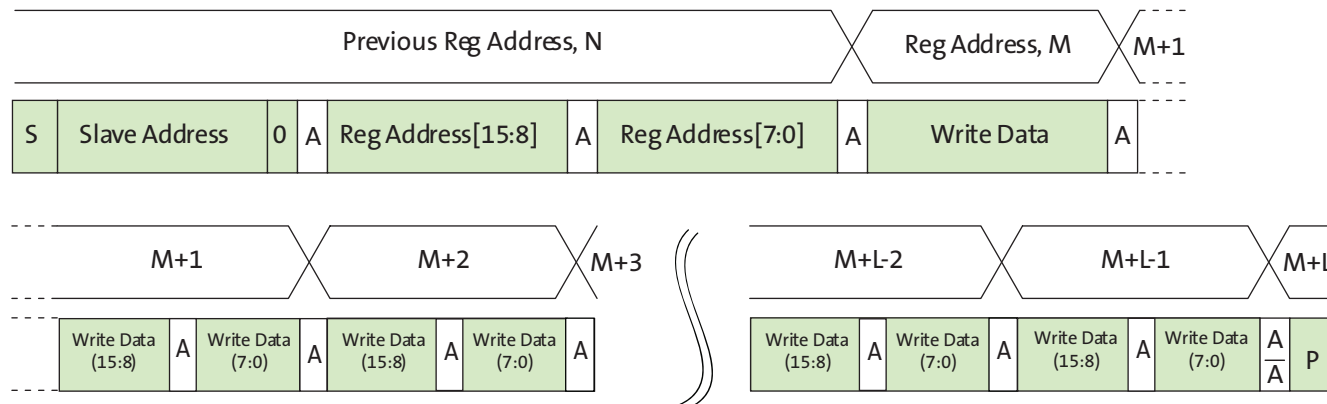 Previous Reg Address, N Reg Address, M M+1
S Slave Address 0 A Reg Address[15:8] A Reg Address[7:0] A Write Data A
M+1 M+2 M+3 M+L-2 M+L-1 M+L
Write Data A Write Data A Write Data A Write Data A Write Data A Write Data A Write Data A Write Data A P
(15:8) (7:0) (15:8) (7:0) (15:8) (7:0) (15:8) (7:0) A